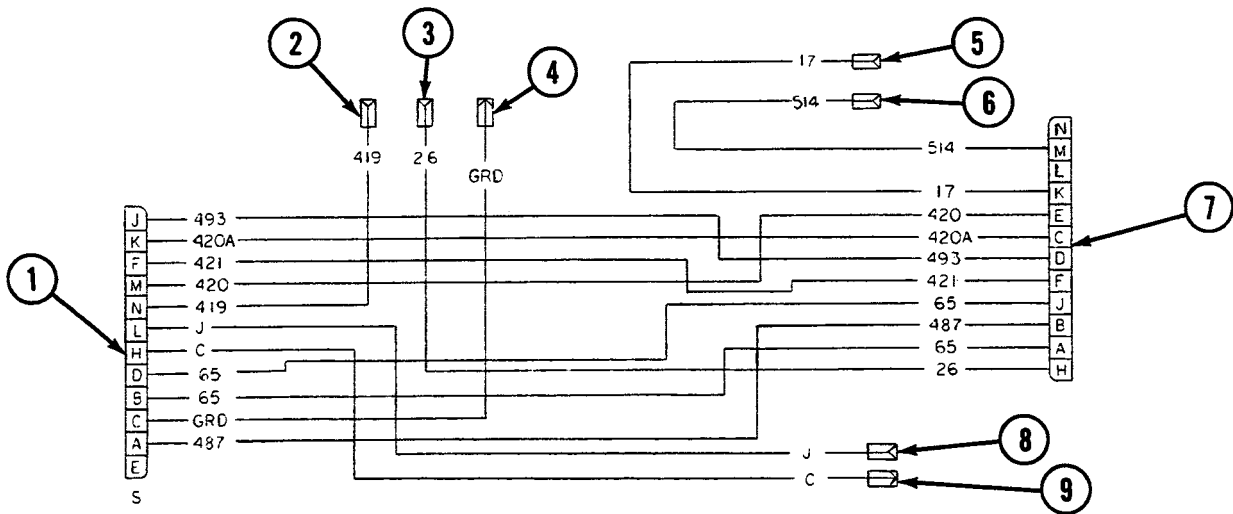 2
3
4
5
6
17
514
419
26
GRD
N
514 M
L
17 K
J 493
420 E
K 420A
420A C
7
F 421
493 D
M 420
421 F
1
N 419
65 J
L J
487 B
H C
65 A
D 65
26 H
B 65
C GRD
A 487
J
8
E
C
9
S